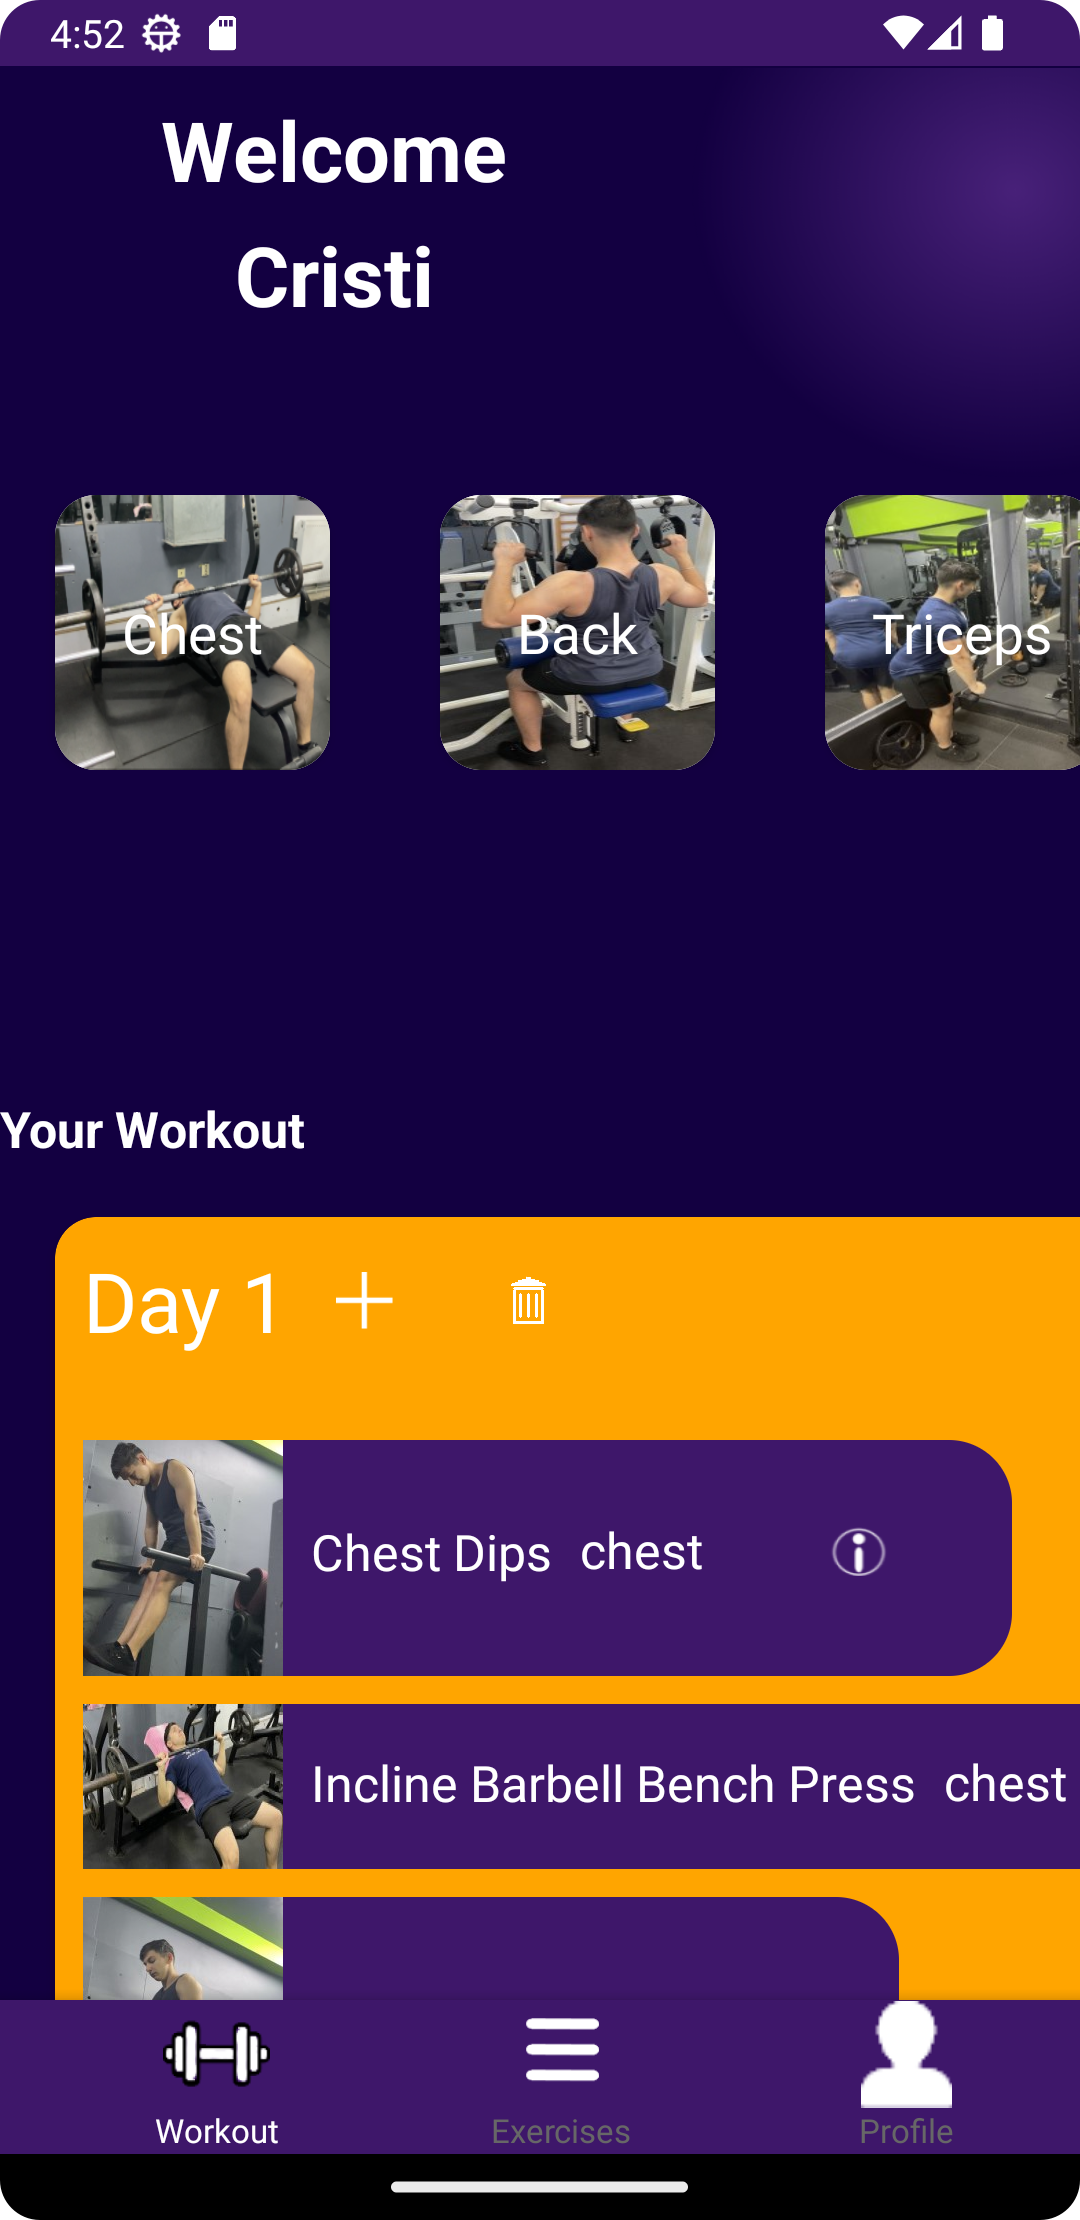 4:52
Welcome
Cristi
Chest
Back
Triceps
Your Workout
Day 1
Chest Dips chest
Incline Barbell Bench Press chest
Workout
Exercises
Profile